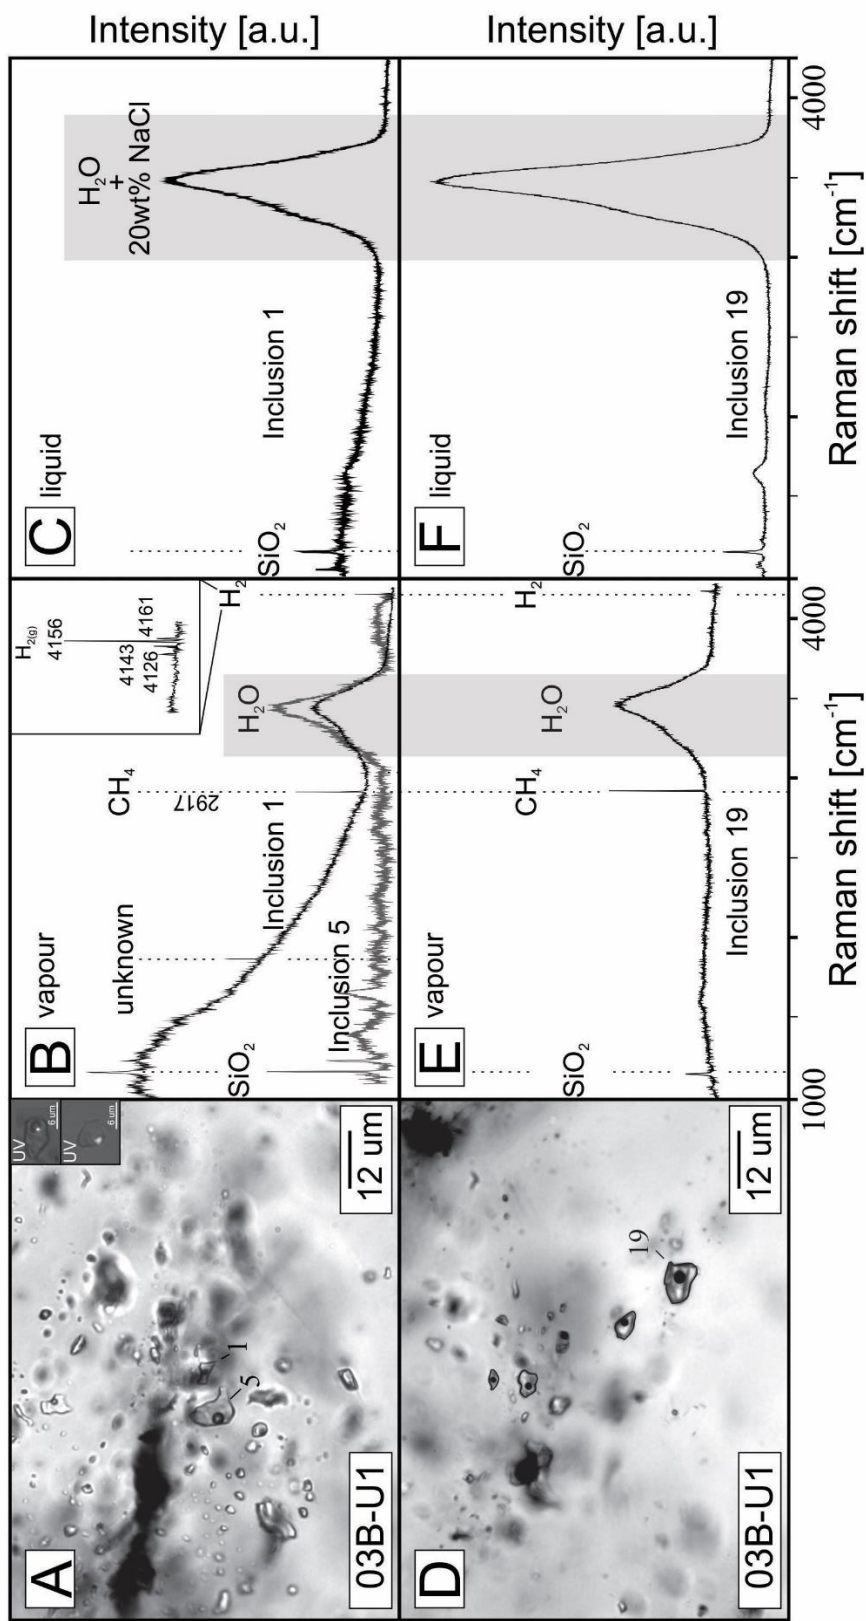 A
UV
6 um
UV
6 um
1
5
03B-U1
12 um
B
vapour
SiO₂
unknown
Inclusion 5
Inclusion 1
CH₄
2917
H₂O
H₂
H₂(g)
4156
4143
4126
4161
C
liquid
SiO₂
Inclusion 1
H₂O
+
20wt% NaCl
Intensity [a.u.]
D
19
03B-U1
12 um
E
vapour
SiO₂
Inclusion 19
CH₄
H₂O
H₂
F
liquid
SiO₂
Inclusion 19
Intensity [a.u.]
1000
4000
4000
Raman shift [cm⁻¹]
Raman shift [cm⁻¹]